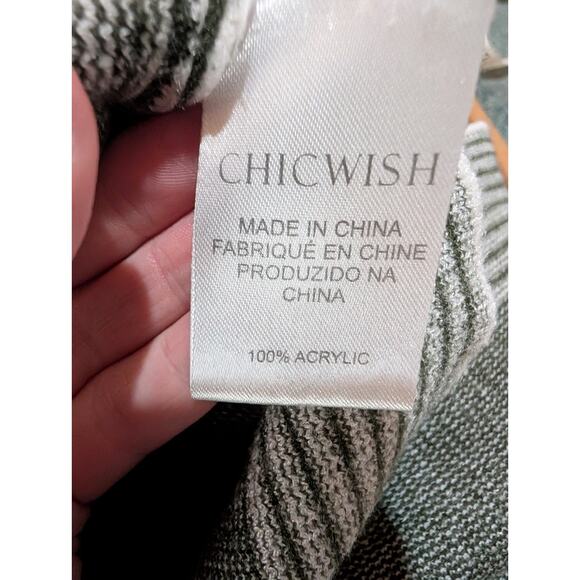 CHICWISH
MADE IN CHINA
FABRIQUÉ EN CHINE
PRODUZIDO NA
CHINA
100% ACRYLIC